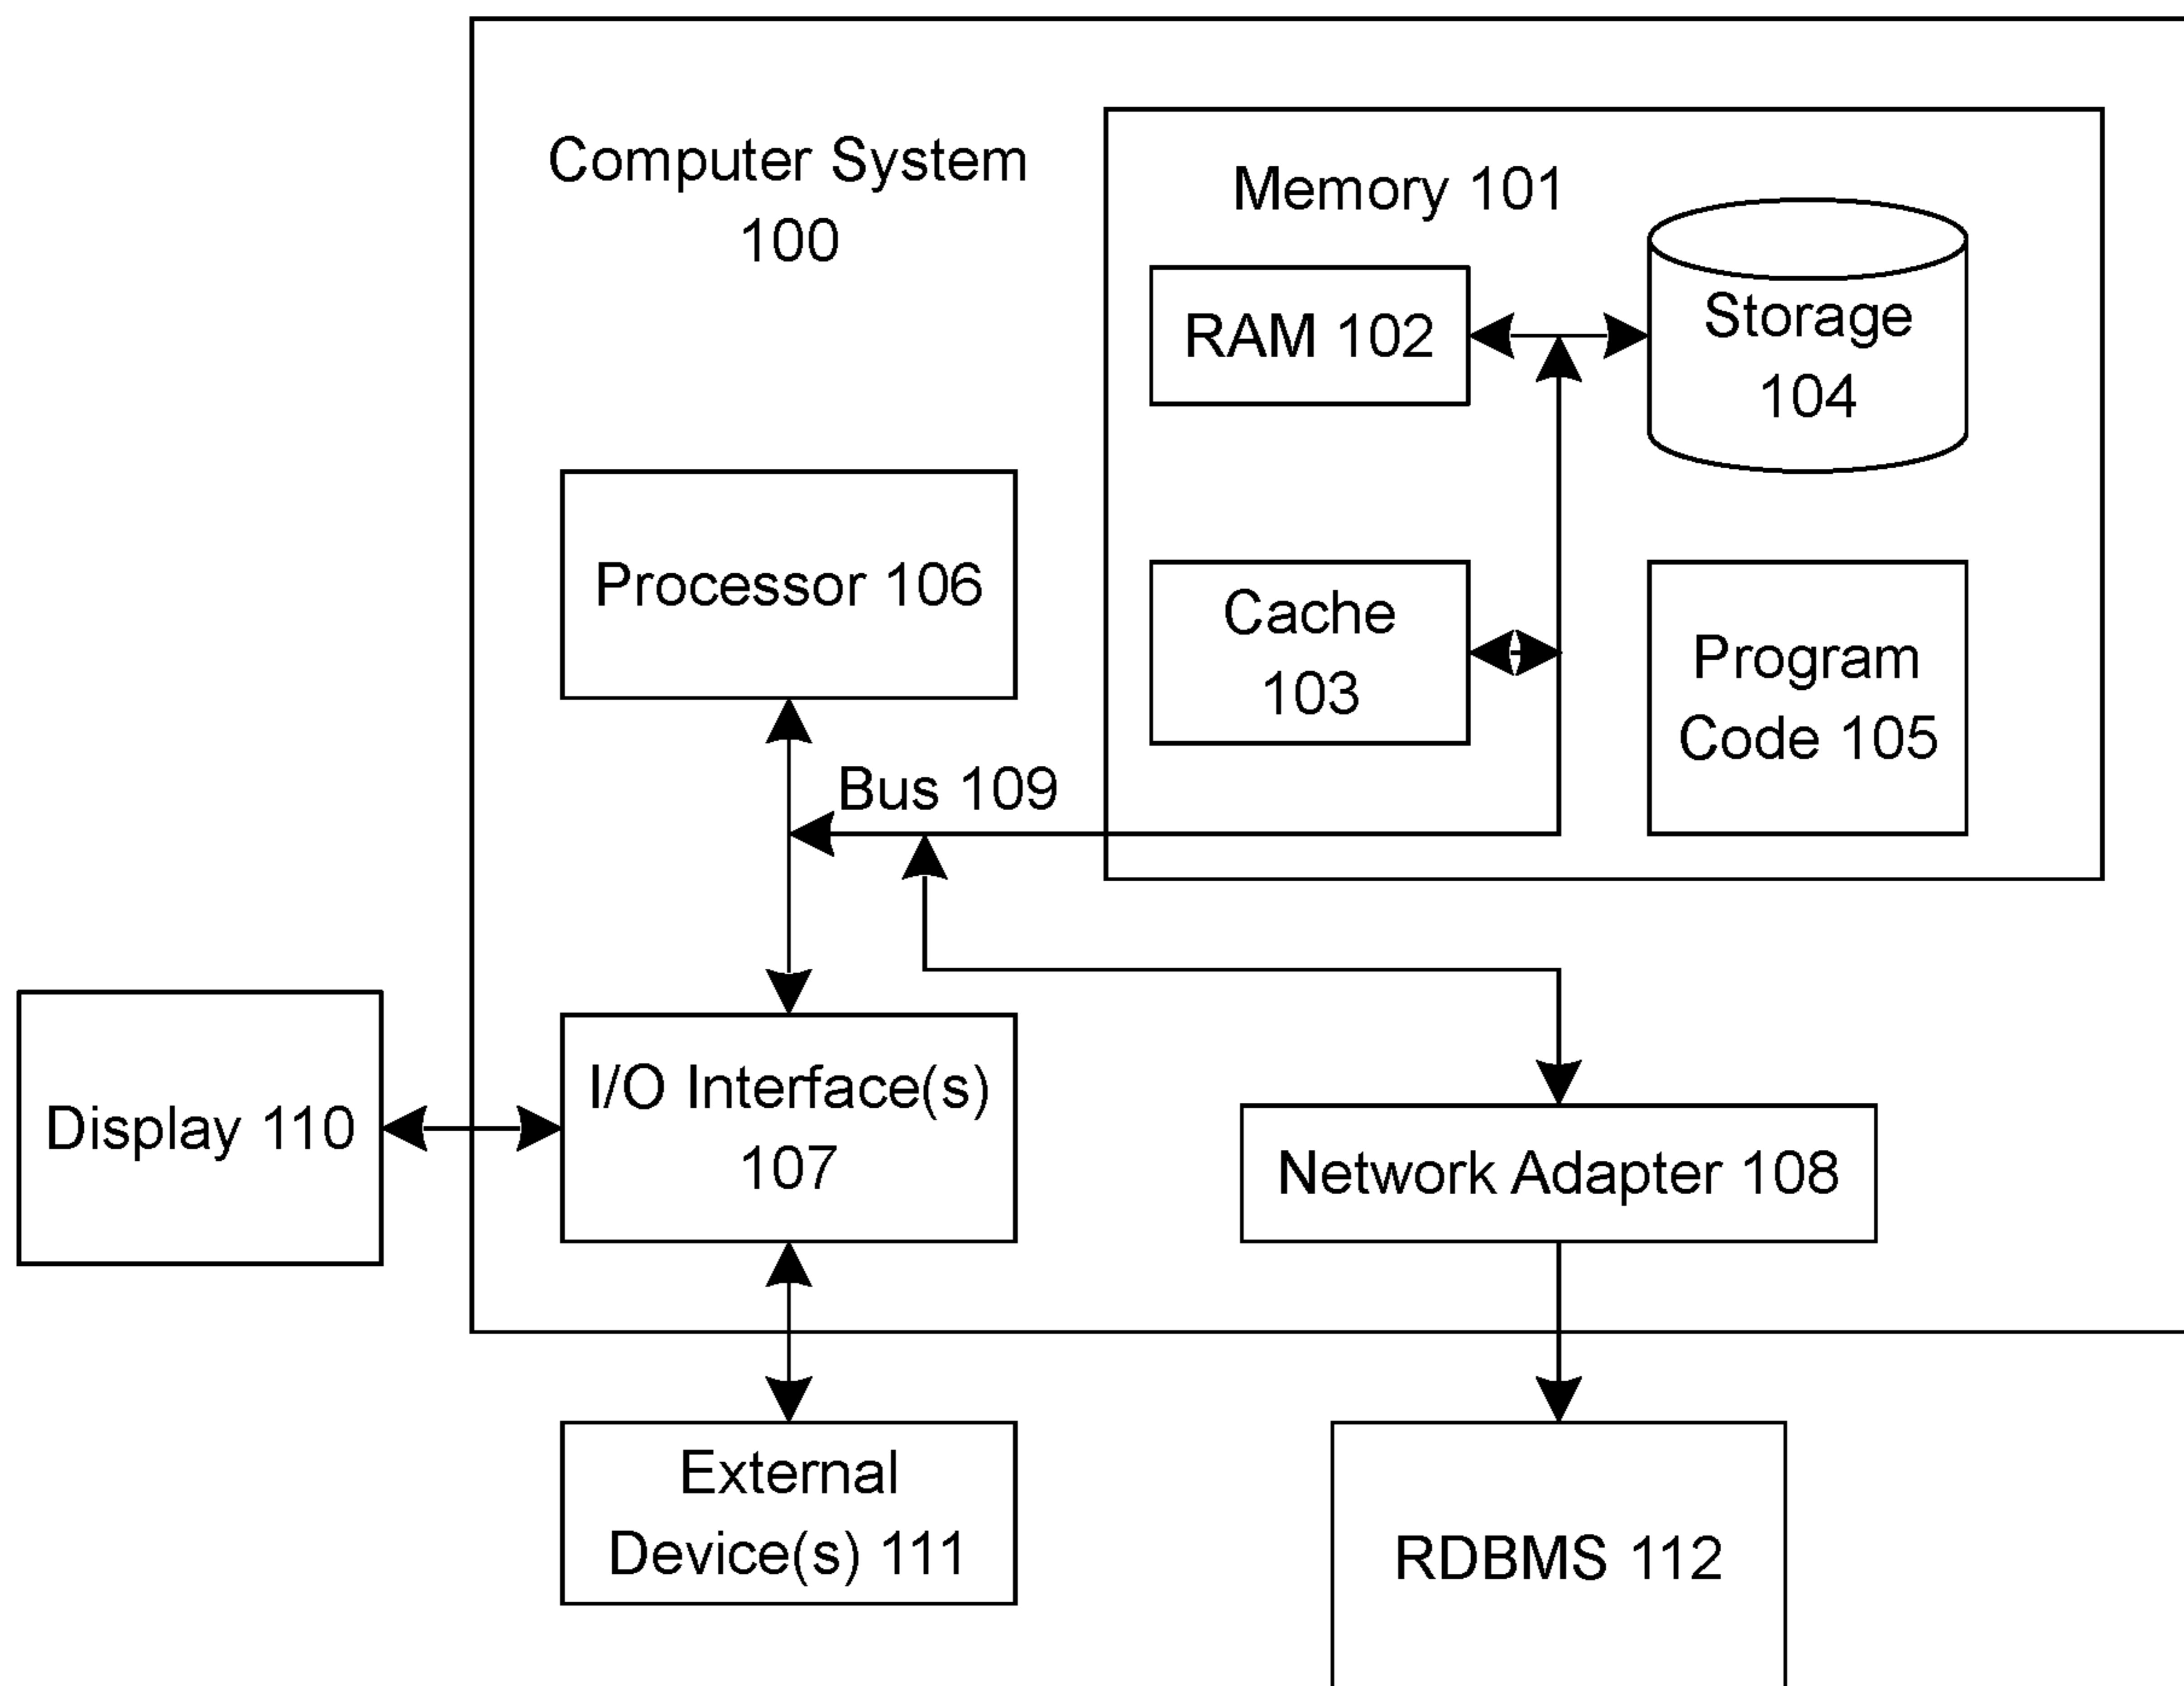 Computer System
100
Memory 101
RAM 102
Storage
104
Processor 106
Cache
103
Program
Code 105
Bus 109
Display 110
I/O Interface(s)
107
Network Adapter 108
External
Device(s) 111
RDBMS 112